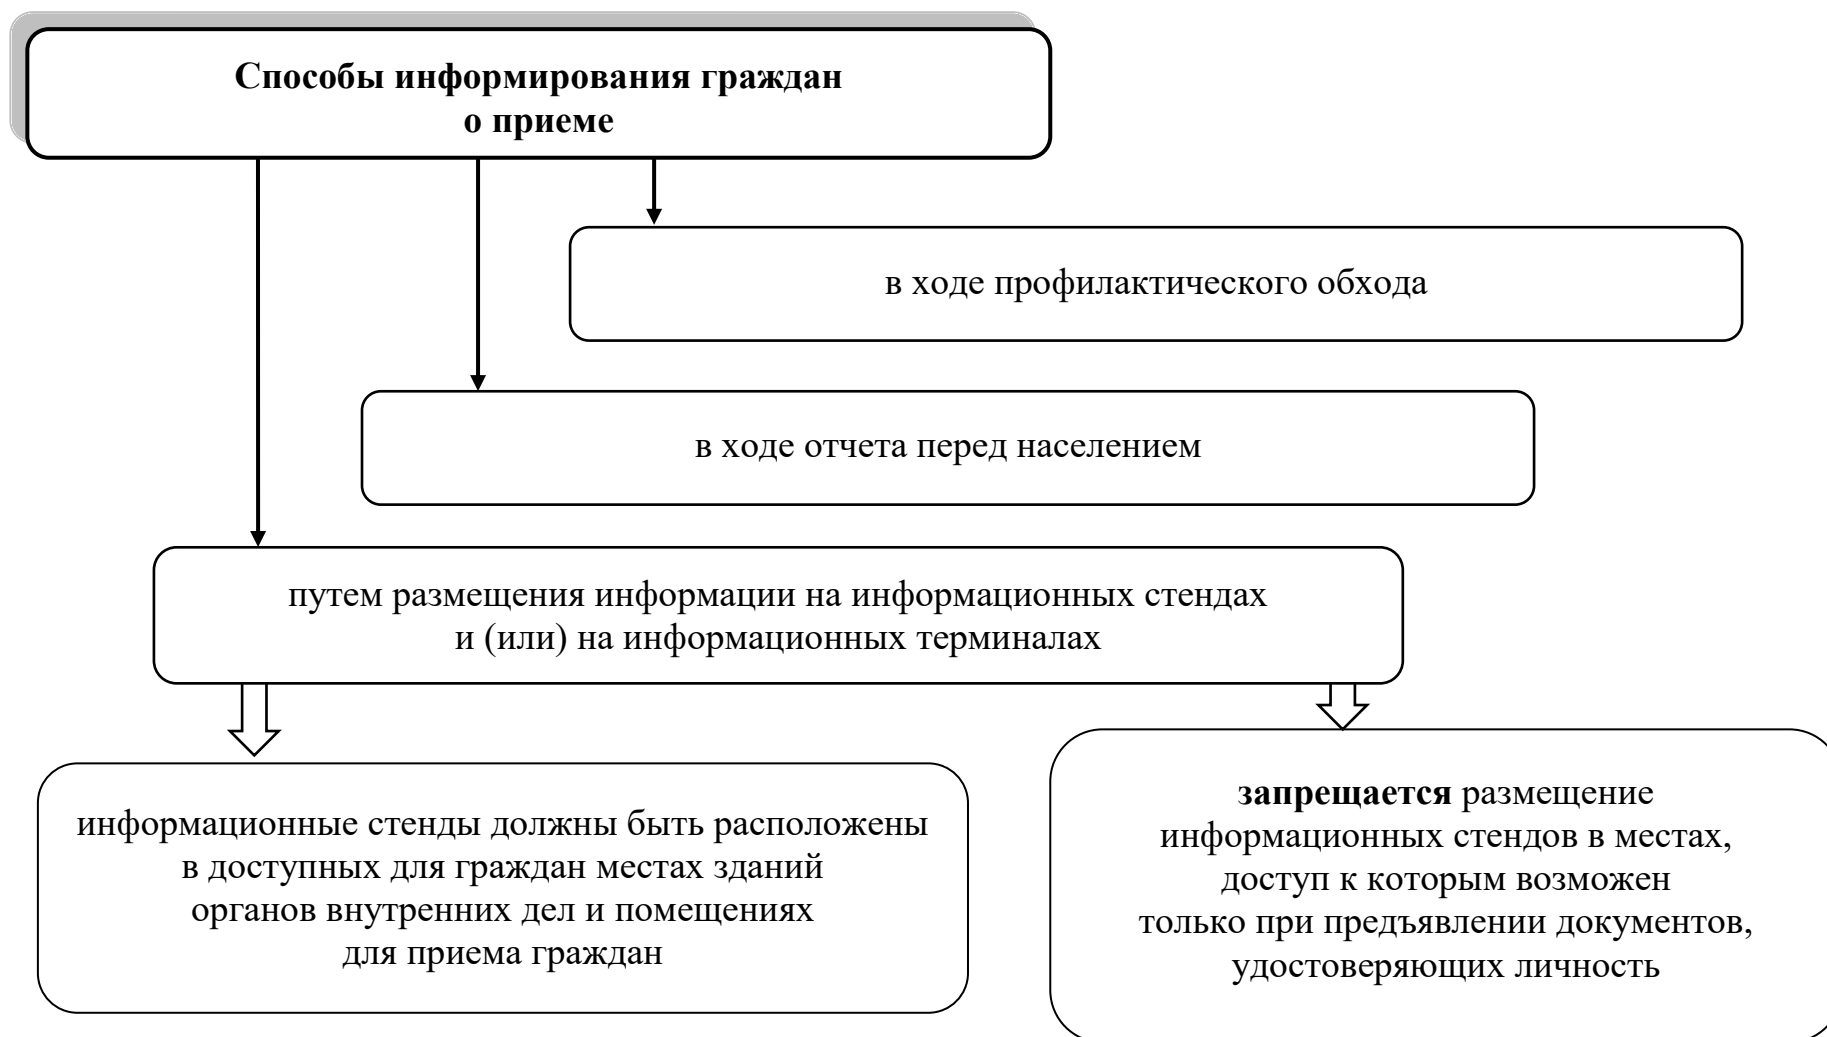 Способы информирования граждан
о приеме
в ходе профилактического обхода
в ходе отчета перед населением
путем размещения информации на информационных стендах
и (или) на информационных терминалах
информационные стенды должны быть расположены
в доступных для граждан местах зданий
органов внутренних дел и помещениях
для приема граждан
запрещается размещение
информационных стендов в местах,
доступ к которым возможен
только при предъявлении документов,
удостоверяющих личность